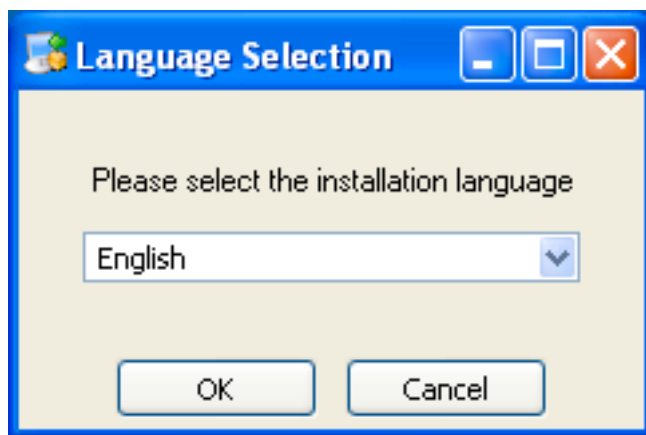 Language Selection
Please select the installation language
English
OK
Cancel